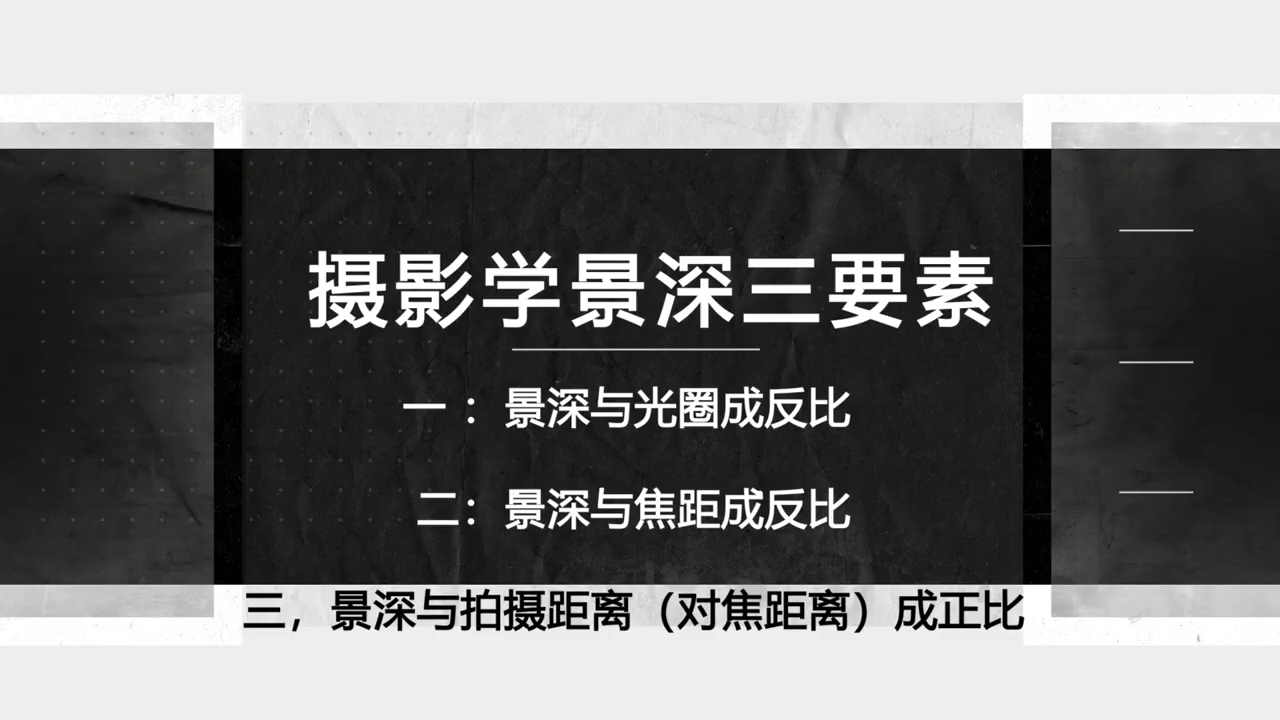 摄影学景深三要素
一：景深与光圈成反比
二：景深与焦距成反比
三，景深与拍摄距离（对焦距离）成正比